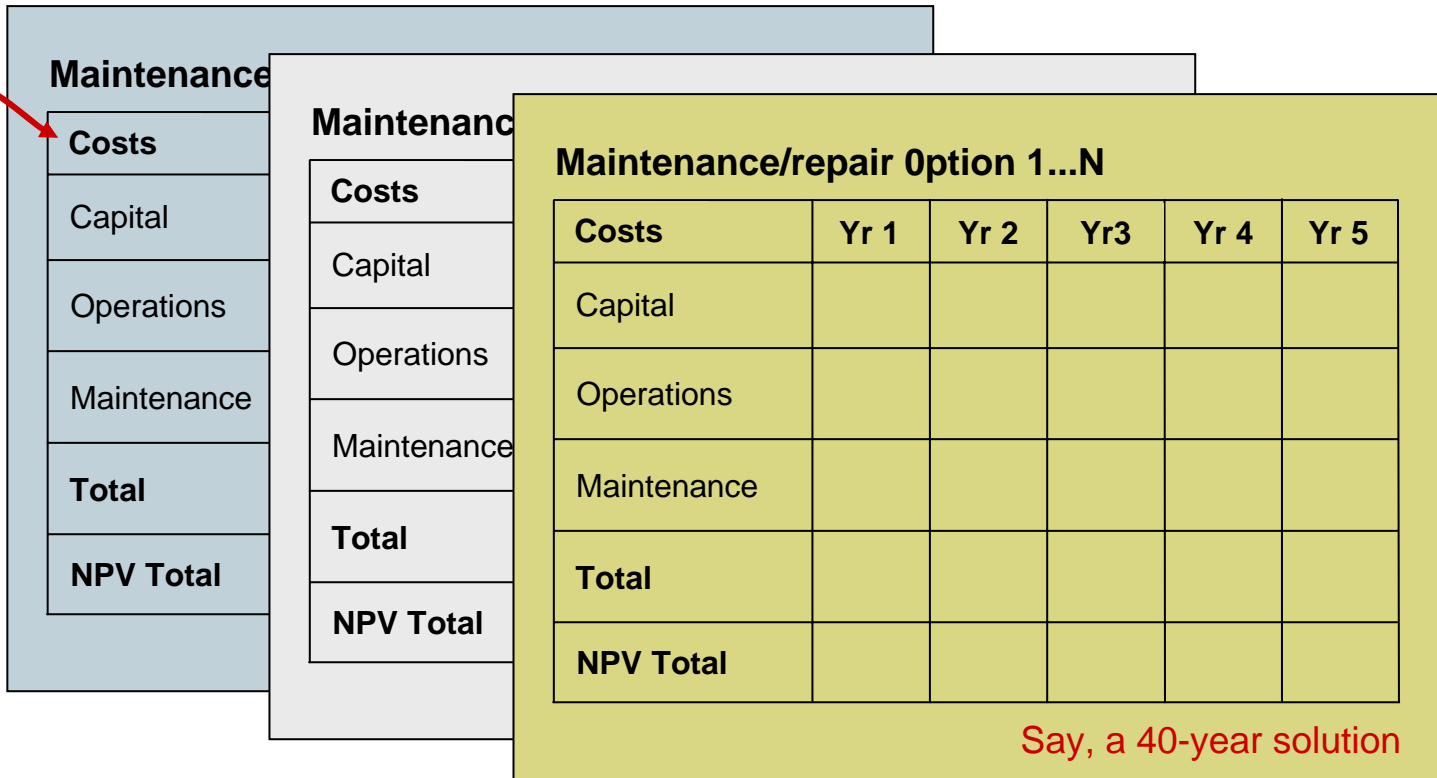 Maintenance
Costs
Capital
Operations
Maintenance
Total
NPV Total
Maintenanc
Costs
Capital
Operations
Maintenance
Total
NPV Total
Maintenance/repair 0ption 1...N
Costs Yr 1 Yr 2 Yr3 Yr 4 Yr 5
Capital
Operations
Maintenance
Total
NPV Total
Say, a 40-year solution